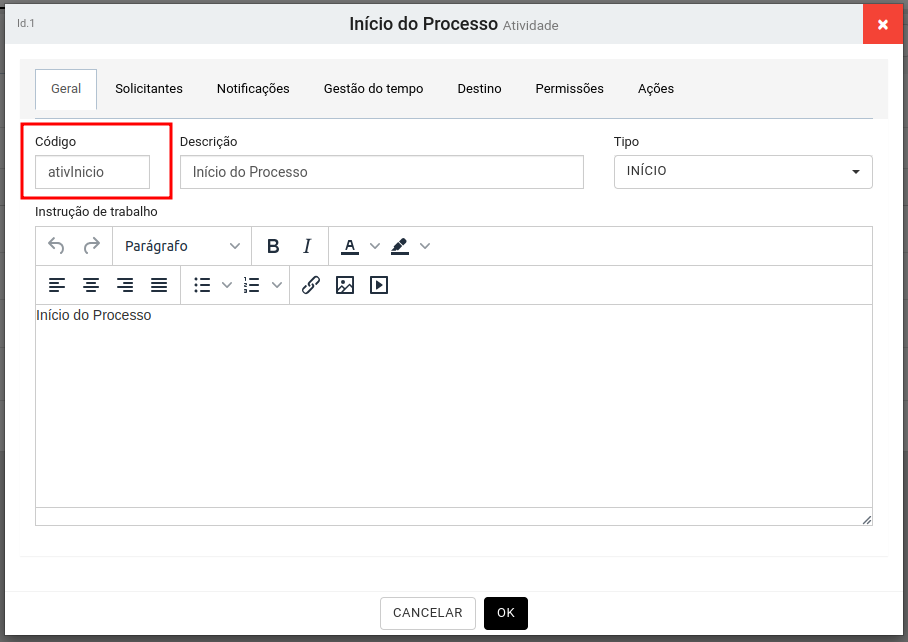 Id.1
Início do Processo Atividade
Geral Solicitantes Notificações Gestão do tempo Destino Permissões Ações
Código Descrição Tipo
ativInicio Início do Processo INÍCIO
Instrução de trabalho
Parágrafo B I A
Início do Processo
CANCELAR OK